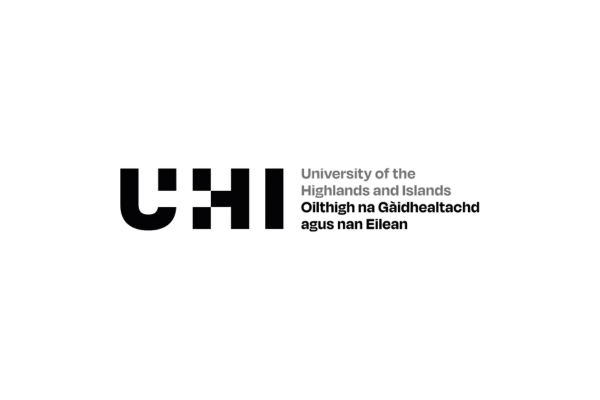 UHI
University of the
Highlands and Islands
Oilthigh na Gàidhealtachd
agus nan Eilean